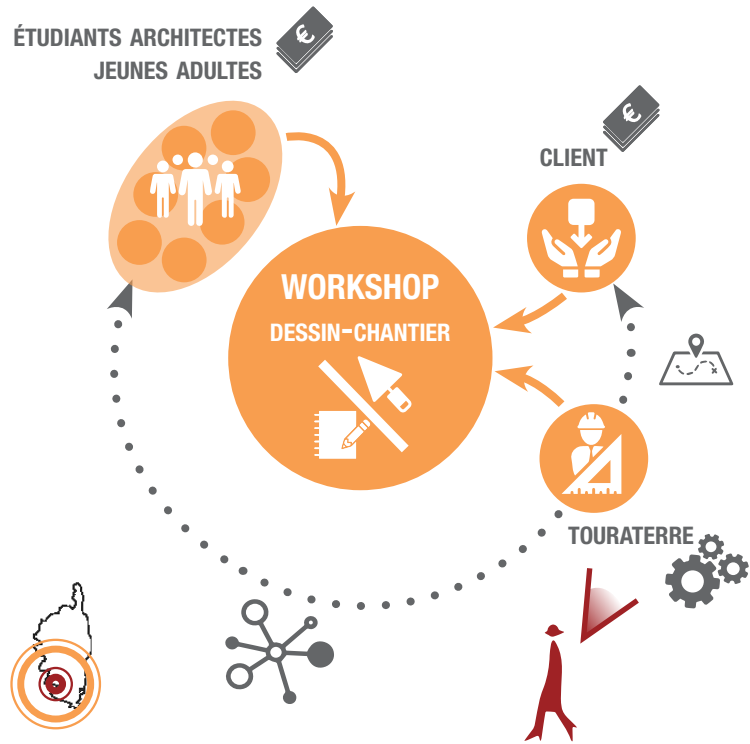 ÉTUDIANTS ARCHITECTES
JEUNES ADULTES
€
€
CLIENT
WORKSHOP
DESSIN-CHANTIER
TOURATERRE